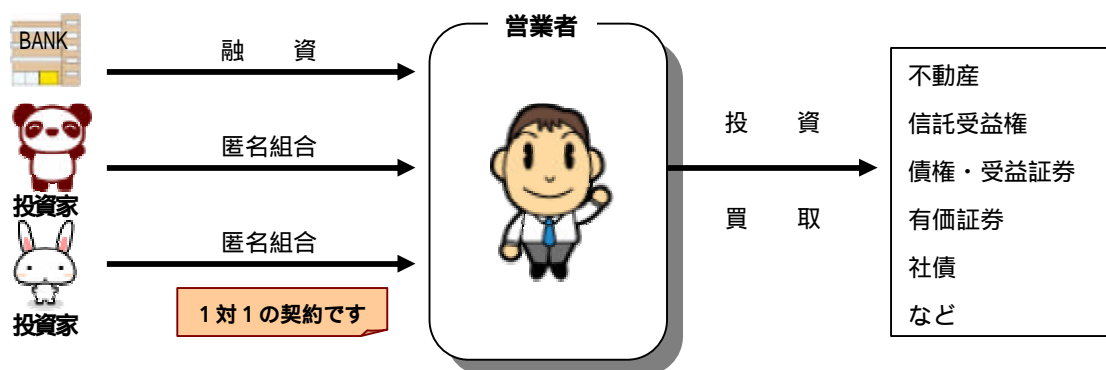 営業者
BANK
融 資
匿名組合
投資家
匿名組合
投資家
1対1の契約です
投 資
買 取
不動産
信託受益権
債権・受益証券
有価証券
社債
など